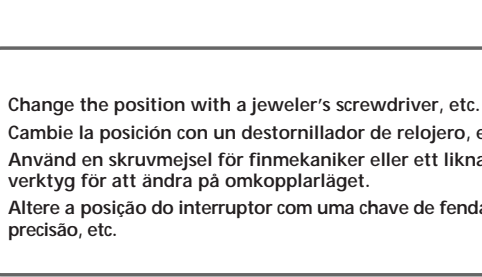 Change the position with a jeweler's screwdriver, etc.
Cambie la posición con un destornillador de relojero,
Använd en skruvmejsel för finmekaniker eller ett
verktyg för att ändra på omkopplarläget.
Altere a posição do interruptor com uma chave de fenda
precisão, etc.